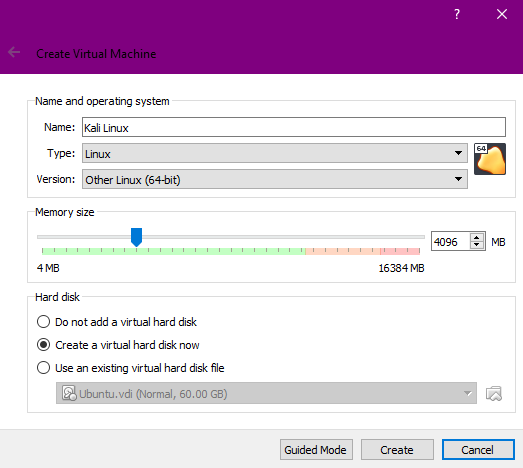 ?
Create Virtual Machine
Name and operating system
Name: Kali Linux
Type: Linux
64
Version: Other Linux (64-bit)
Memory size
4096 MB
4 MB 16384 MB
Hard disk
Do not add a virtual hard disk
Create a virtual hard disk now
Use an existing virtual hard disk file
Ubuntu.vdi (Normal, 60.00 GB)
Guided Mode Create Cancel